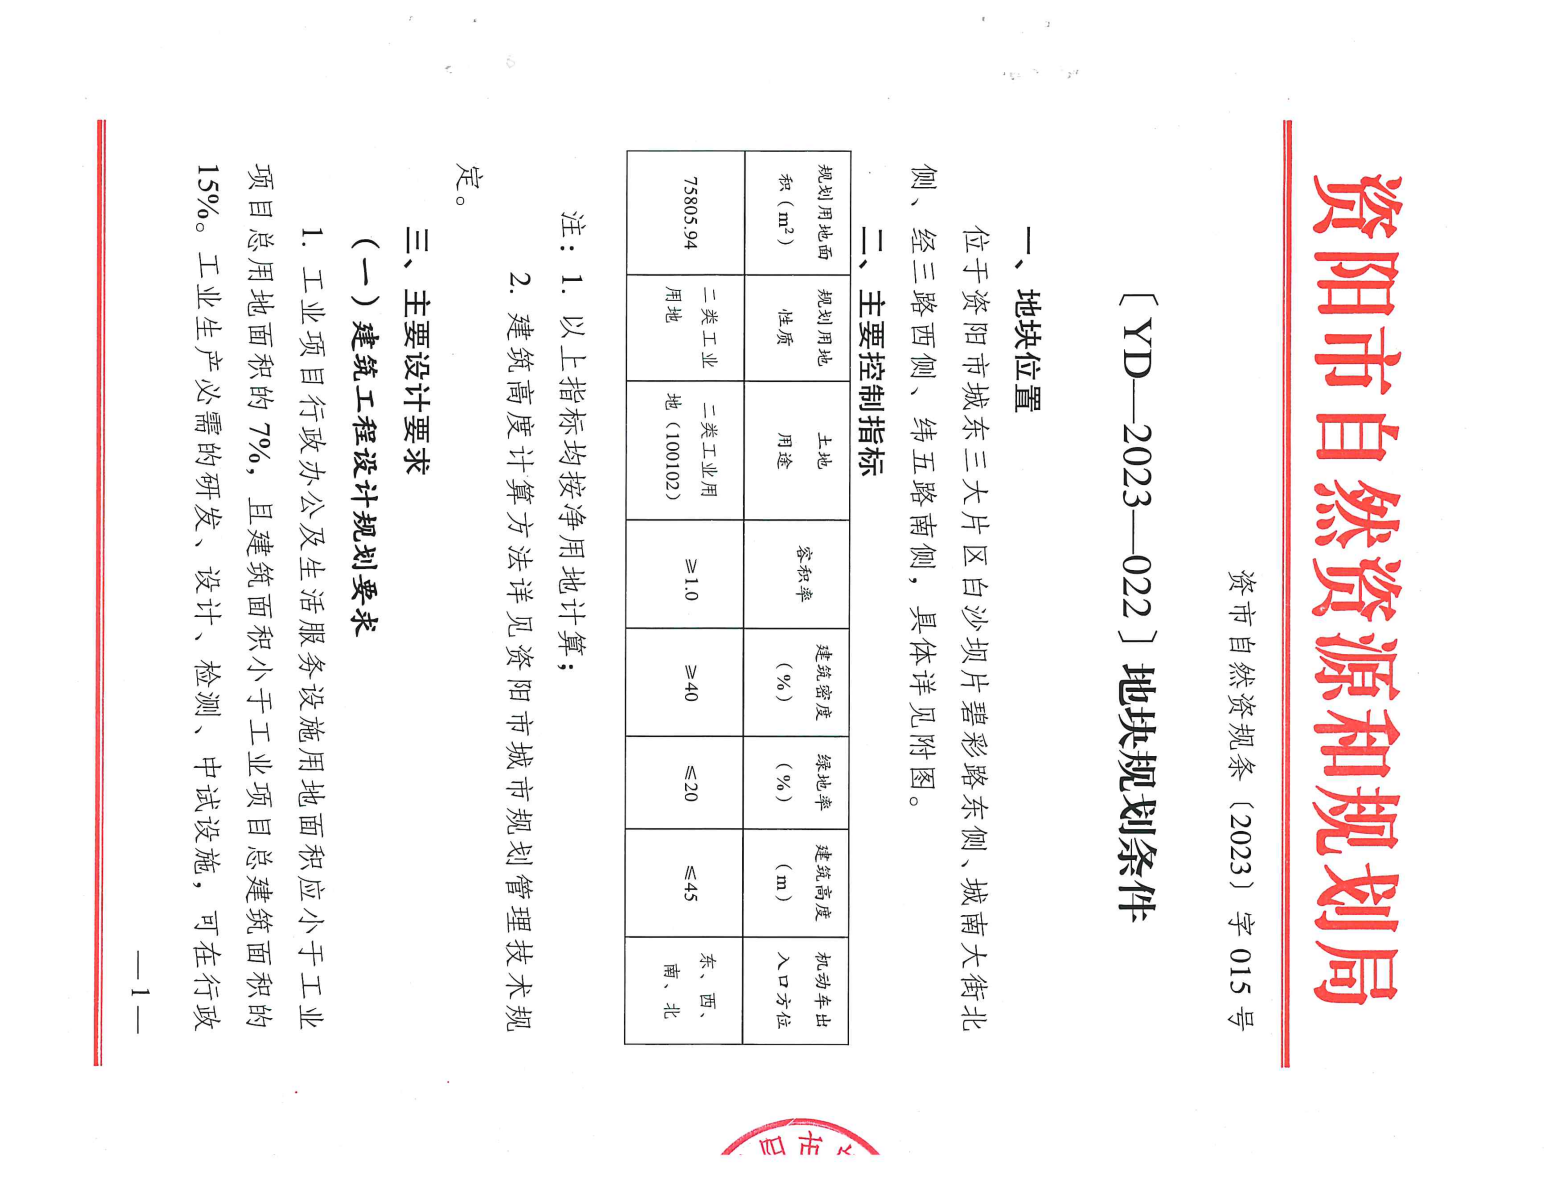 资阳市自然资源和规划局
资市自然资规条〔2023〕字 015 号
〔YD—2023—022〕地块规划条件
一、地块位置
位于资阳市城东三大片区白沙坝片碧彩路东侧、城南大街北
侧、经三路西侧、纬五路南侧，具体详见附图。
二、主要控制指标
规划用地面积（m²） 规划用地性质 土地用途 容积率 建筑密度（%） 绿地率（%） 建筑高度（m） 机动车出入口方位
75805.94 二类工业用地 二类工业用地（100102） ≥1.0 ≥40 ≤20 ≤45 东、西、南、北
注：1. 以上指标均按净用地计算；
2. 建筑高度计算方法详见资阳市城市规划管理技术规
定。
三、主要设计要求
（一）建筑工程设计规划要求
1. 工业项目行政办公及生活服务设施用地面积应小于工业
项目总用地面积的 7%，且建筑面积小于工业项目总建筑面积的
15%。工业生产必需的研发、设计、检测、中试设施，可在行政
—1—